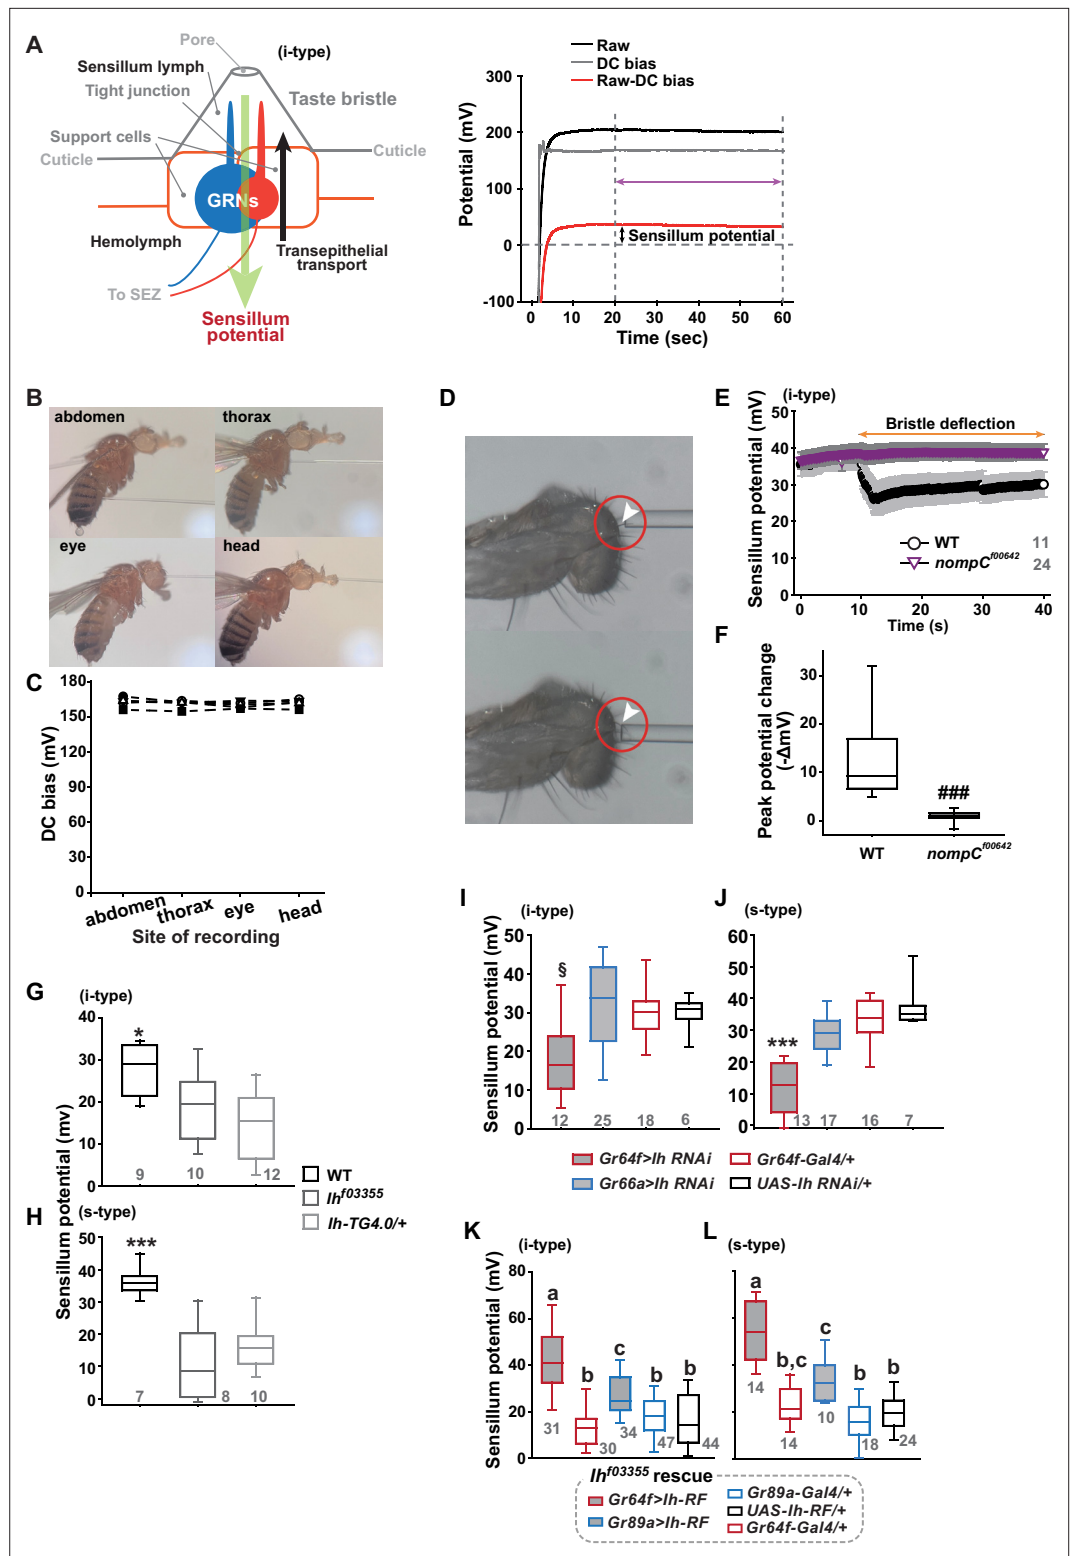 A
Pore
(i-type)
Sensillum lymph
Tight junction
Taste bristle
Support cells
Cuticle
Cuticle
GRNs
Hemolymph
Transepithelial
transport
To SEZ
Sensillum
potential
Raw
DC bias
Raw-DC bias
Potential (mV)
300
200
100
0
-100
Sensillum potential
0 10 20 30 40 50 60
Time (sec)
B
abdomen
thorax
eye
head
C
DC bias (mV)
180
150
120
90
60
30
0
abdomen thorax eye head
Site of recording
D
E
(i-type)
Sensillum potential (mV)
50
40
30
20
10
0
Bristle deflection
WT 11
nompC^f00642 24
0 10 20 30 40
Time (s)
F
Peak potential change
(-ΔmV)
30
20
10
0
###
WT nompC^f00642
G
(i-type)
Sensillum potential (mv)
40
30
20
10
0
*
9 10 12
WT
Ih^f03355
Ih-TG4.0/+
H
(s-type)
50
40
30
20
10
0
***
7 8 10
I
(i-type)
Sensillum potential (mV)
50
40
30
20
10
0
§
12 25 18 6
J
(s-type)
60
50
40
30
20
10
0
***
13 17 16 7
Gr64f>Ih RNAi
Gr64f-Gal4/+
Gr66a>Ih RNAi
UAS-Ih RNAi/+
K
(i-type)
Sensillum potential (mV)
80
60
40
20
0
a b c b b
31 30 34 47 44
L
(s-type)
a b,c c b b
14 14 10 18 24
Ih^f03355 rescue
Gr64f>Ih-RF
Gr89a>Ih-RF
Gr89a-Gal4/+
UAS-Ih-RF/+
Gr64f-Gal4/+